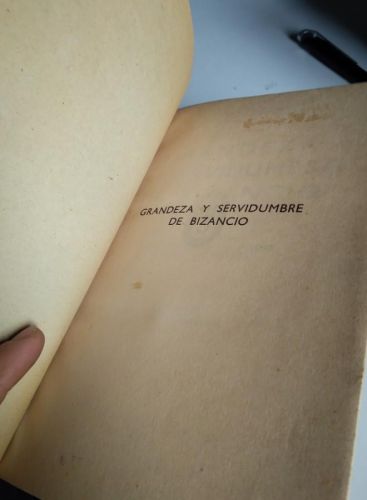 GRANDEZA Y SERVIDUMBRE
DE BIZANCIO